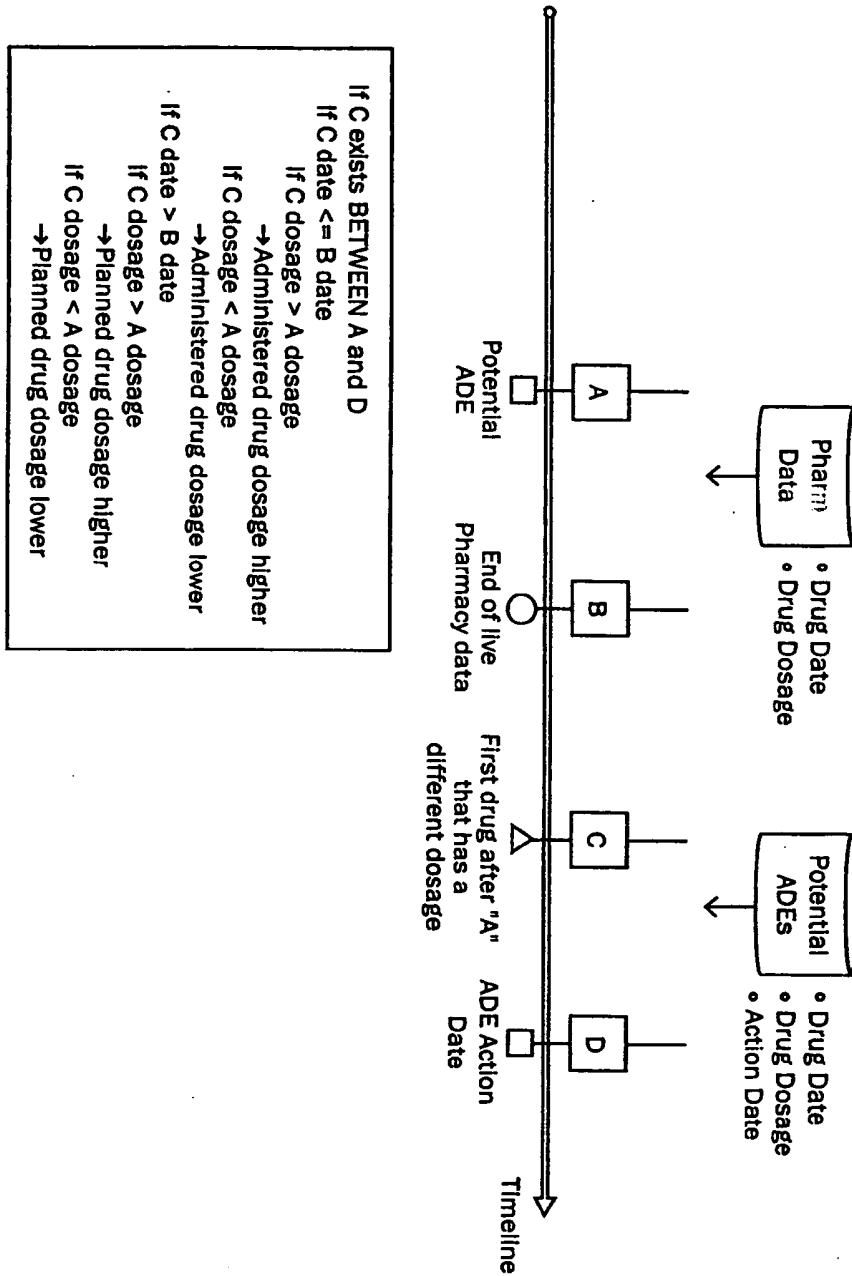 Pharm
Data
∘ Drug Date
∘ Drug Dosage
Potential
ADEs
∘ Drug Date
∘ Drug Dosage
∘ Action Date
A
B
C
D
Timeline
Potential
ADE
End of live
Pharmacy data
First drug after "A"
that has a
different dosage
ADE Action
Date
If C exists BETWEEN A and D
If C date <= B date
If C dosage > A dosage
→Administered drug dosage higher
If C dosage < A dosage
→Administered drug dosage lower
If C date > B date
If C dosage > A dosage
→Planned drug dosage higher
If C dosage < A dosage
→Planned drug dosage lower